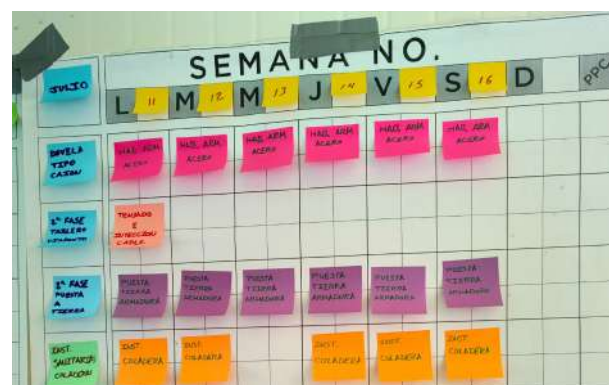 SEMANA NO.
JULIO
L 11 M 12 M 13 J 14 V 15 S 16 D PPC
DOVELA
TIPO
CAJON
HAB. ARM
ACERO
HAB. ARM
ACERO
HAB. ARM
ACERO
HAB. ARM
ACERO
HAB. ARM
ACERO
HAB. ARM
ACERO
2ª FASE
TABLERO
TENSADO
E
INYECCION
CABLE
2ª FASE
PUESTA
A
TIERRA
PUESTA
TIERRA
ARMADURA
PUESTA
TIERRA
ARMADURA
PUESTA
TIERRA
ARMADURA
PUESTA
TIERRA
ARMADURA
PUESTA
TIERRA
ARMADURA
PUESTA
TIERRA
ARMADURA
INST.
SANITARIAS
INST.
COLADERA
INST.
COLADERA
INST.
COLADERA
INST.
COLADERA
INST.
COLADERA